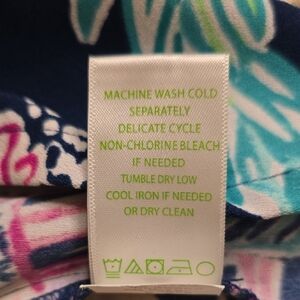 MACHINE WASH COLD
SEPARATELY
DELICATE CYCLE
NON-CHLORINE BLEACH
IF NEEDED
TUMBLE DRY LOW
COOL IRON IF NEEDED
OR DRY CLEAN